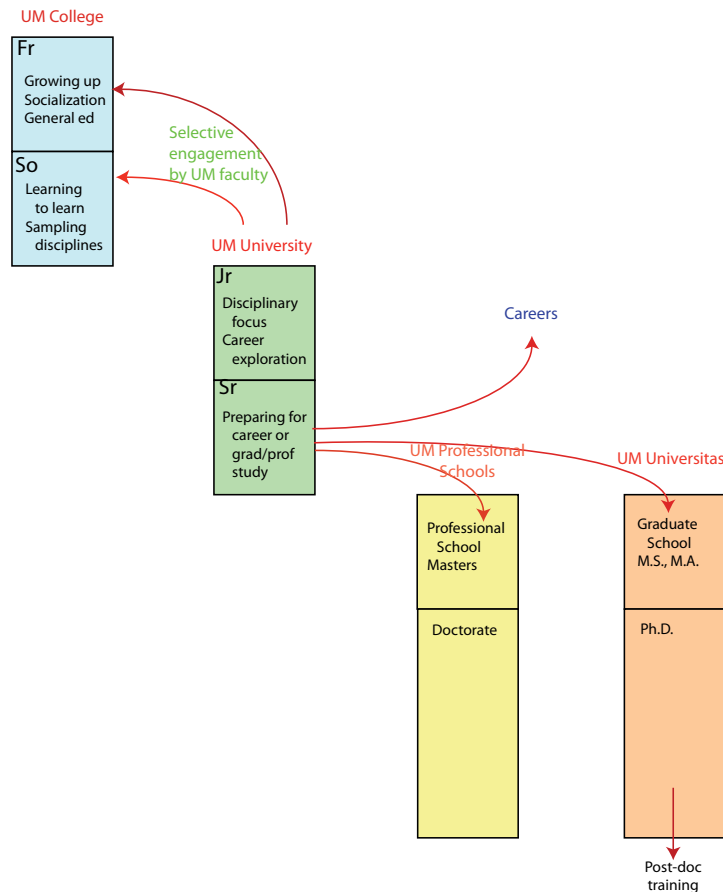 UM College
Fr
Growing up
Socialization
General ed
So
Learning
to learn
Sampling
disciplines
Selective
engagement
by UM faculty
UM University
Jr
Disciplinary
focus
Career
exploration
Sr
Preparing for
career or
grad/prof
study
Careers
UM Professional
Schools
Professional
School
Masters
Doctorate
UM Universitas
Graduate
School
M.S., M.A.
Ph.D.
Post-doc
training